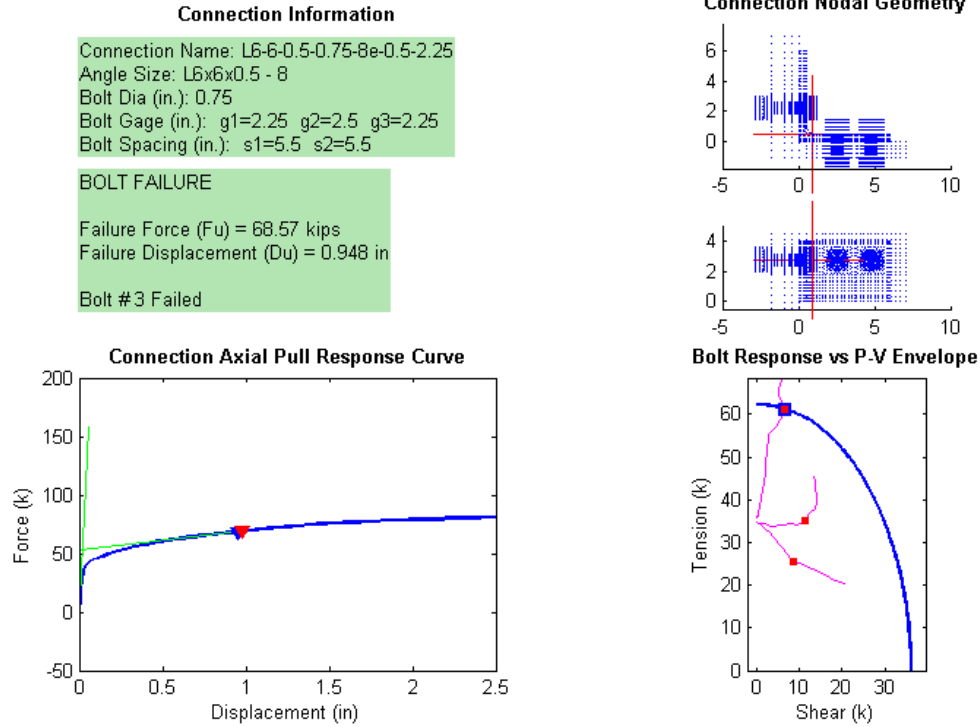 Connection Information
Connection Name: L6-6-0.5-0.75-8e-0.5-2.25
Angle Size: L6x6x0.5 - 8
Bolt Dia (in.): 0.75
Bolt Gage (in.): g1=2.25 g2=2.5 g3=2.25
Bolt Spacing (in.): s1=5.5 s2=5.5
BOLT FAILURE
Failure Force (Fu) = 68.57 kips
Failure Displacement (Du) = 0.948 in
Bolt #3 Failed
Connection Nodal Geometry
6
4
2
0
-5
0
5
10
4
2
0
-5
0
5
10
Connection Axial Pull Response Curve
200
150
100
50
0
-50
0
0.5
1
1.5
2
2.5
Force (k)
Displacement (in)
Bolt Response vs P-V Envelope
60
50
40
30
20
10
0
0
10
20
30
Tension (k)
Shear (k)